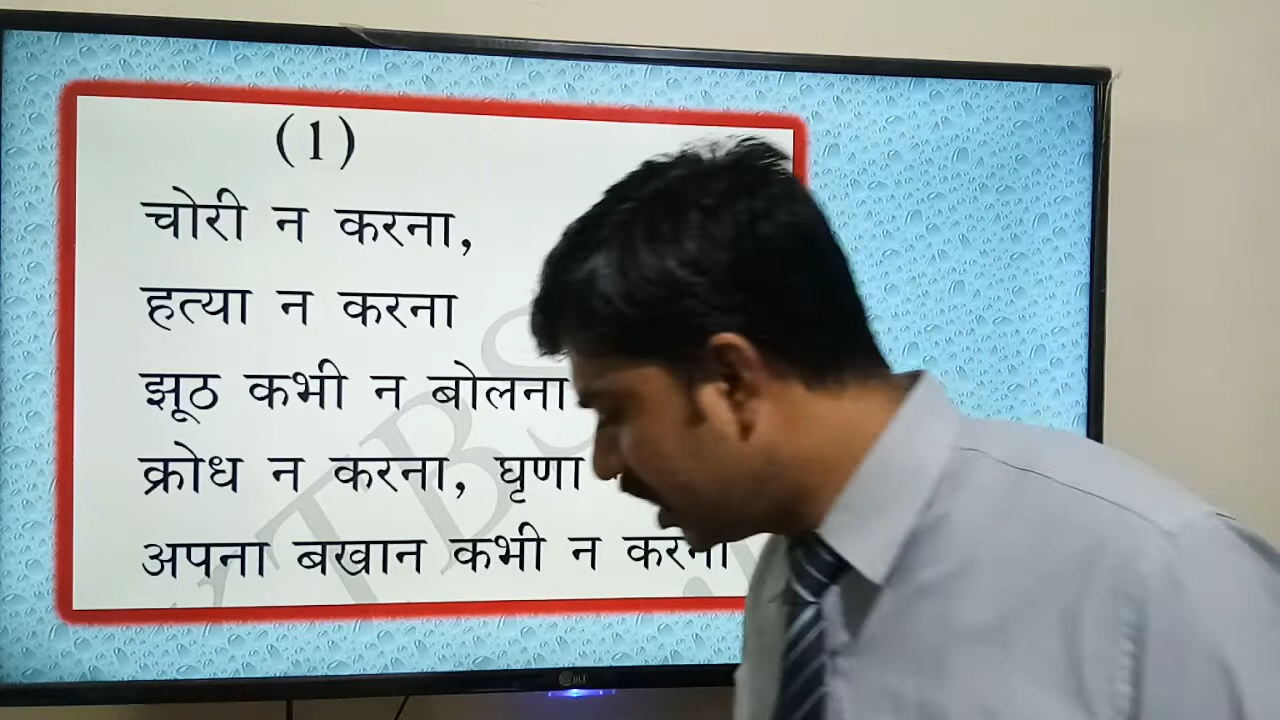 (1)
चोरी न करना,
हत्या न करना
झूठ कभी न बोलना
क्रोध न करना, घृणा
अपना बखान कभी न करना